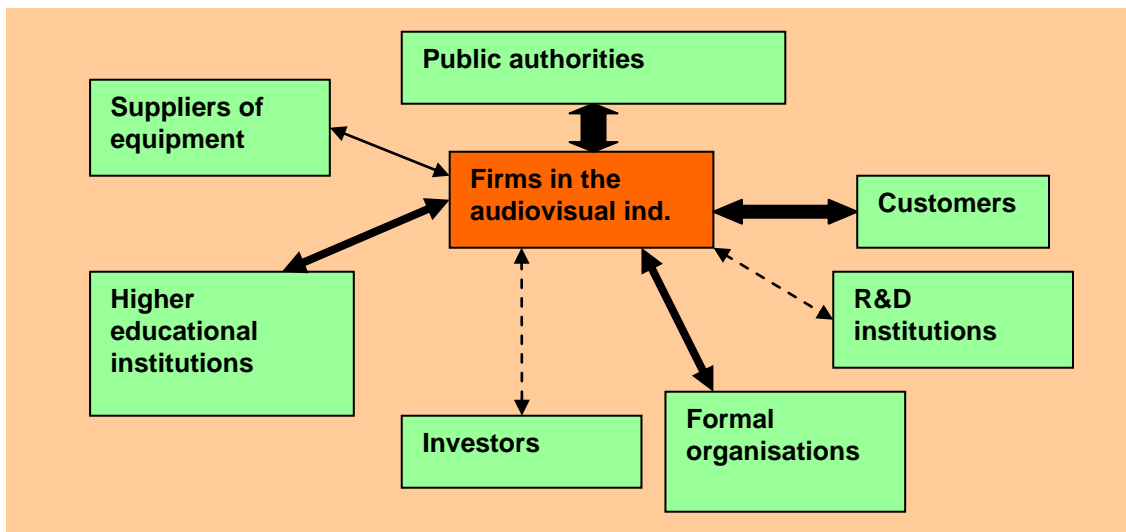 Public authorities
Suppliers of
equipment
Firms in the
audiovisual ind.
Customers
Higher
educational
institutions
R&D
institutions
Investors
Formal
organisations